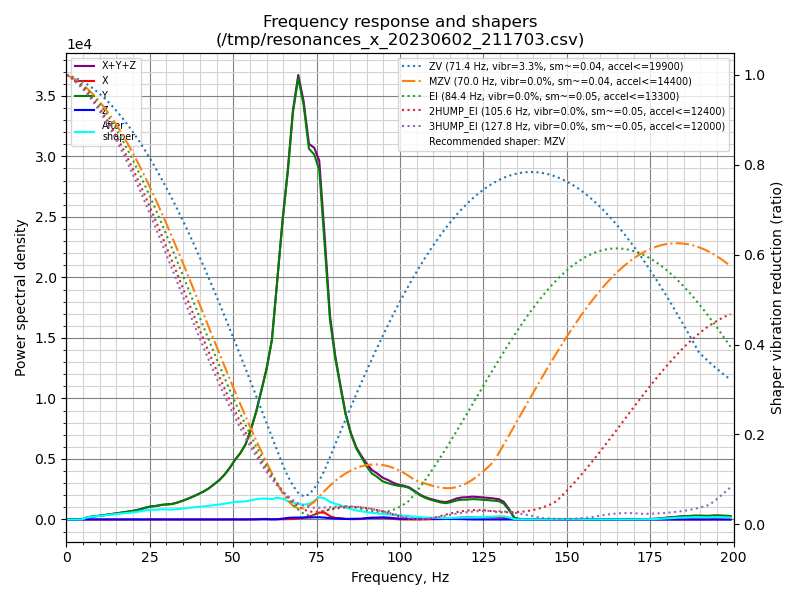 Frequency response and shapers
(/tmp/resonances_x_20230602_211703.csv)
1e4
X+Y+Z
X
Y
Z
After
shaper
ZV (71.4 Hz, vibr=3.3%, sm~=0.04, accel<=19900)
MZV (70.0 Hz, vibr=0.0%, sm~=0.04, accel<=14400)
EI (84.4 Hz, vibr=0.0%, sm~=0.05, accel<=13300)
2HUMP_EI (105.6 Hz, vibr=0.0%, sm~=0.05, accel<=12400)
3HUMP_EI (127.8 Hz, vibr=0.0%, sm~=0.05, accel<=12000)
Recommended shaper: MZV
Power spectral density
3.5
3.0
2.5
2.0
1.5
1.0
0.5
0.0
1.0
0.8
0.6
0.4
0.2
0.0
Shaper vibration reduction (ratio)
0 25 50 75 100 125 150 175 200
Frequency, Hz